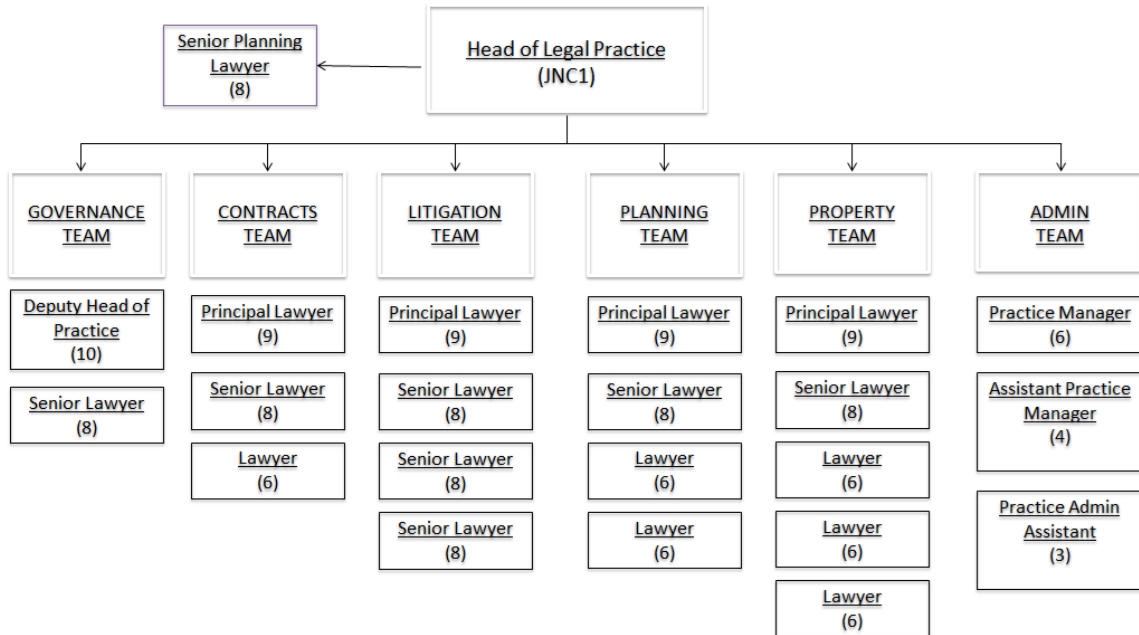 Senior Planning
Lawyer
(8)
Head of Legal Practice
(JNC1)
GOVERNANCE
TEAM
CONTRACTS
TEAM
LITIGATION
TEAM
PLANNING
TEAM
PROPERTY
TEAM
ADMIN
TEAM
Deputy Head of
Practice
(10)
Senior Lawyer
(8)
Principal Lawyer
(9)
Senior Lawyer
(8)
Lawyer
(6)
Principal Lawyer
(9)
Senior Lawyer
(8)
Senior Lawyer
(8)
Senior Lawyer
(8)
Principal Lawyer
(9)
Senior Lawyer
(8)
Lawyer
(6)
Lawyer
(6)
Principal Lawyer
(9)
Senior Lawyer
(8)
Lawyer
(6)
Lawyer
(6)
Lawyer
(6)
Practice Manager
(6)
Assistant Practice
Manager
(4)
Practice Admin
Assistant
(3)